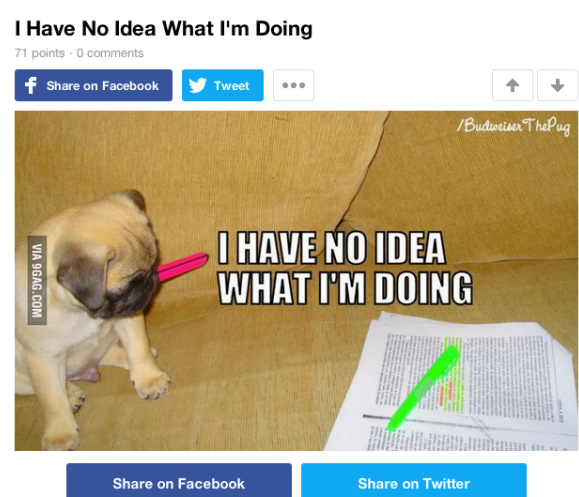 I Have No Idea What I'm Doing
71 points · 0 comments
f Share on Facebook
Tweet
/BudweiserThePug
VIA 9GAG.COM
I HAVE NO IDEA
WHAT I'M DOING
Share on Facebook
Share on Twitter